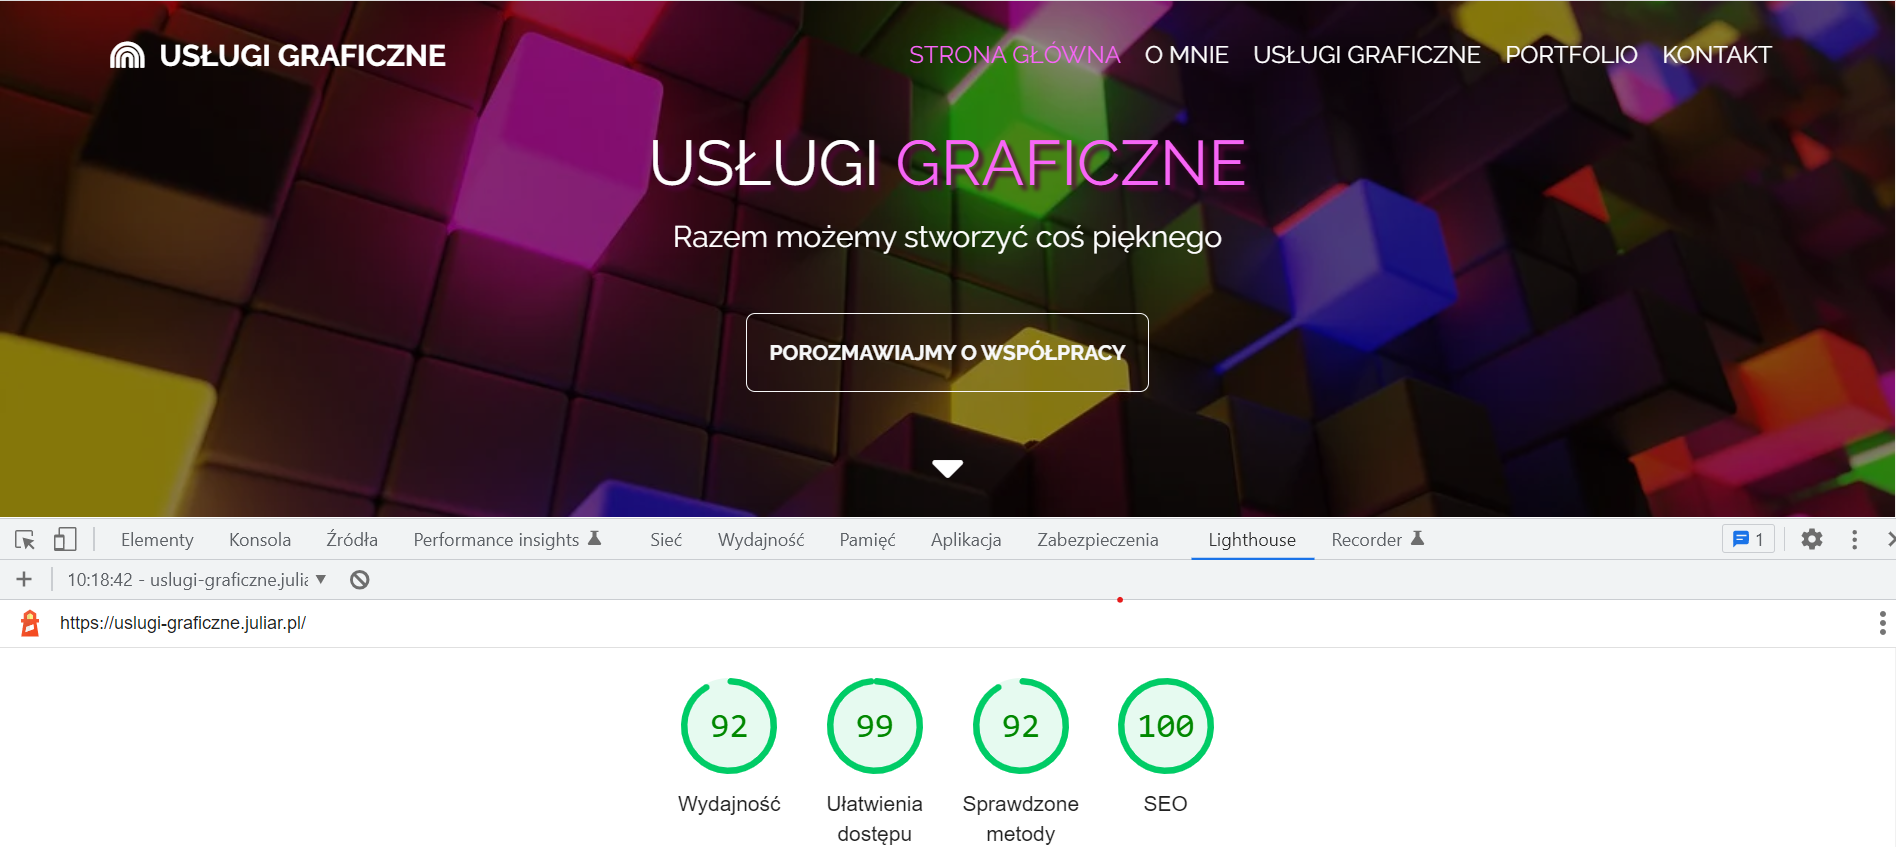 USŁUGI GRAFICZNE
STRONA GŁÓWNA O MNIE USŁUGI GRAFICZNE PORTFOLIO KONTAKT
USŁUGI GRAFICZNE
Razem możemy stworzyć coś pięknego
POROZMAWIAJMY O WSPÓŁPRACY
Elementy Konsola Źródła Performance insights Sieć Wydajność Pamięć Aplikacja Zabezpieczenia Lighthouse Recorder 1
10:18:42 - uslugi-graficzne.julia
https://uslugi-graficzne.juliar.pl/
92 99 92 100
Wydajność Ułatwienia dostępu Sprawdzone metody SEO